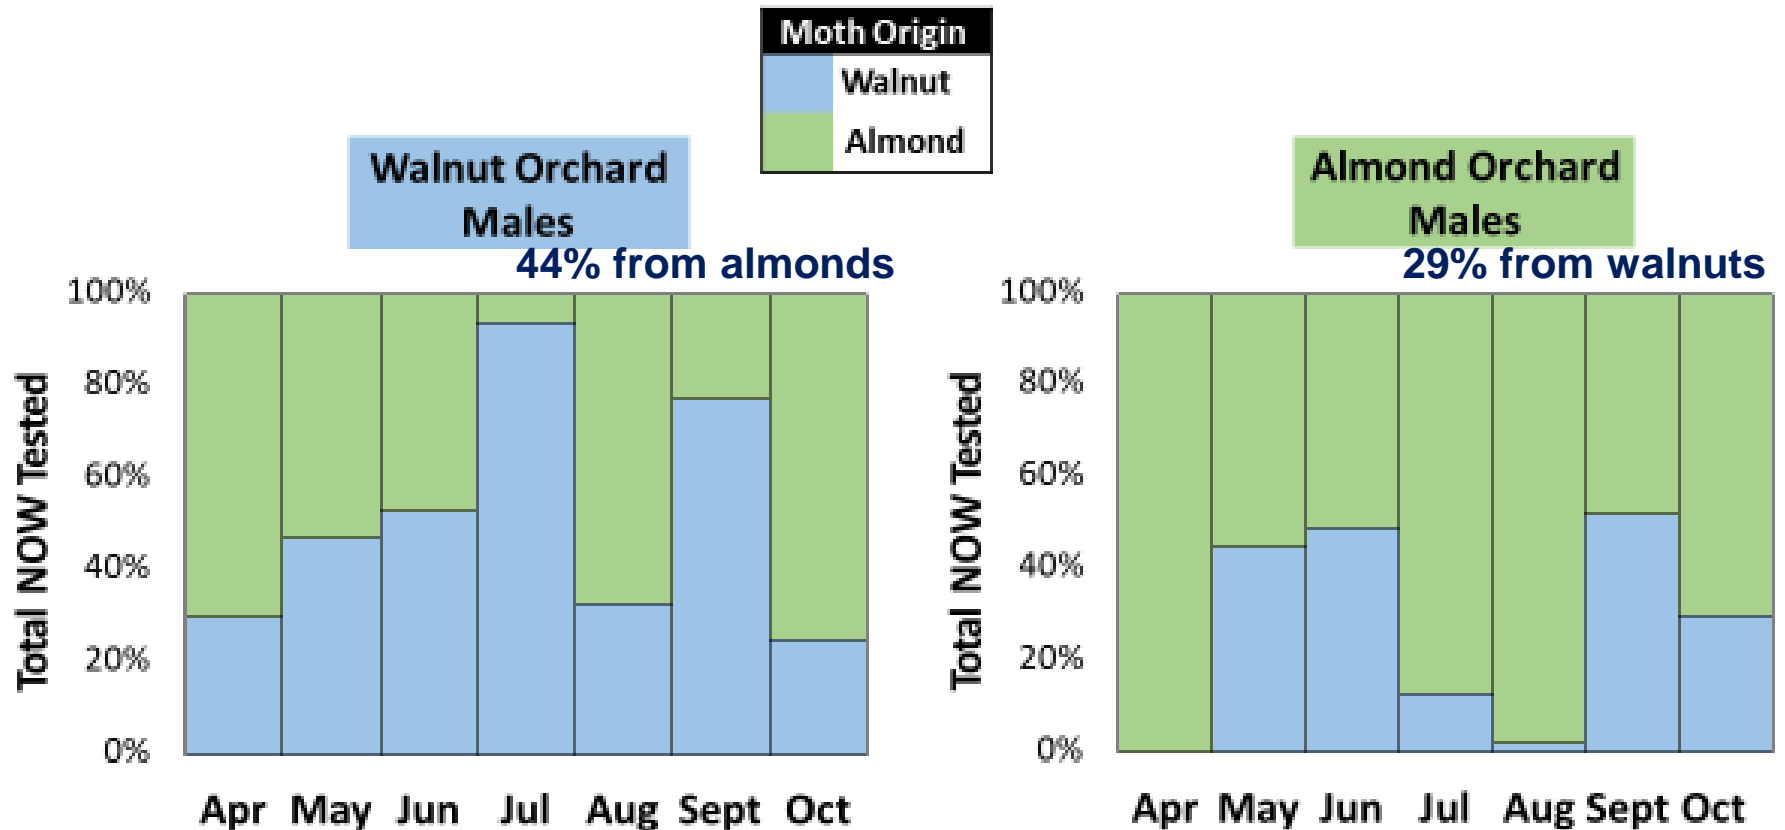 Moth Origin
Walnut
Almond
Walnut Orchard
Males
44% from almonds
Total NOW Tested
100%
80%
60%
40%
20%
0%
Apr May Jun Jul Aug Sept Oct
Almond Orchard
Males
29% from walnuts
Total NOW Tested
100%
80%
60%
40%
20%
0%
Apr May Jun Jul Aug Sept Oct